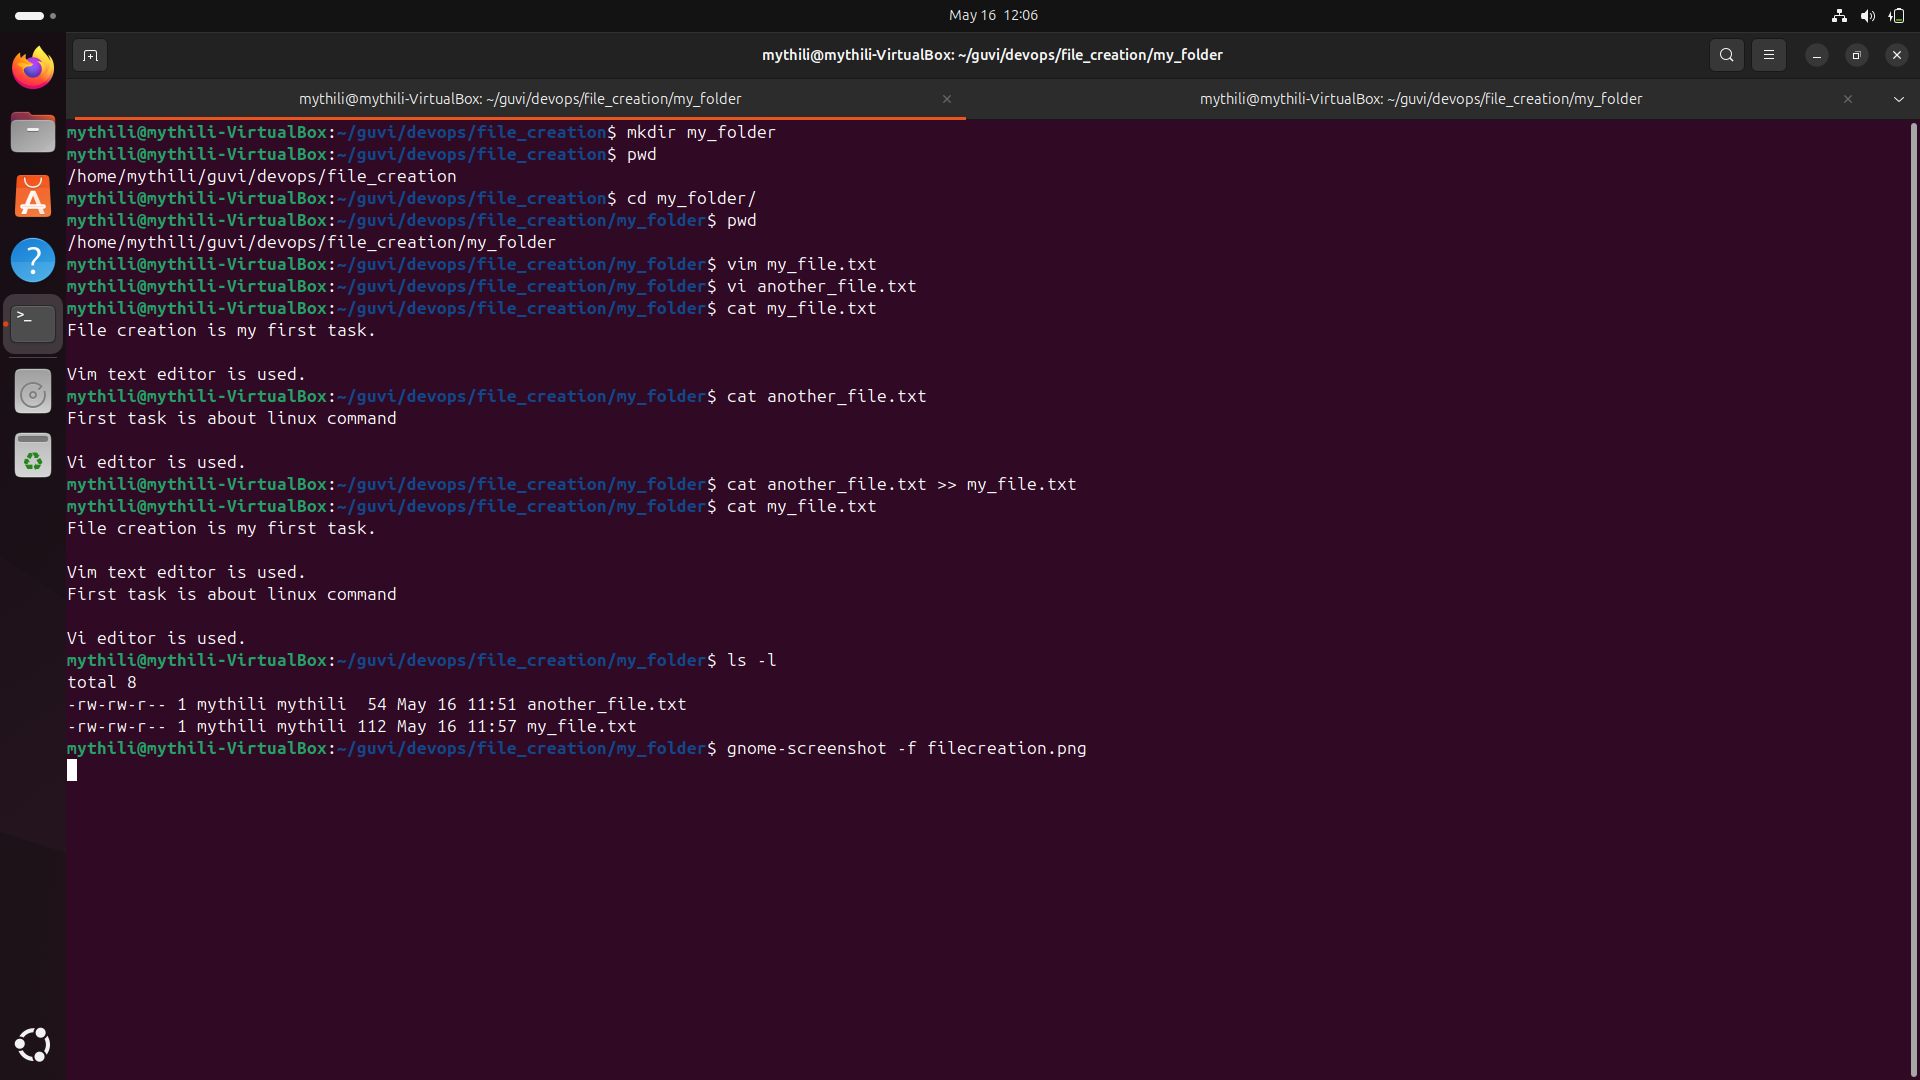 May 16 12:06
mythili@mythili-VirtualBox: ~/guvi/devops/file_creation/my_folder
mythili@mythili-VirtualBox: ~/guvi/devops/file_creation/my_folder
mythili@mythili-VirtualBox: ~/guvi/devops/file_creation/my_folder
mythili@mythili-VirtualBox:~/guvi/devops/file_creation$ mkdir my_folder
mythili@mythili-VirtualBox:~/guvi/devops/file_creation$ pwd
/home/mythili/guvi/devops/file_creation
mythili@mythili-VirtualBox:~/guvi/devops/file_creation$ cd my_folder/
mythili@mythili-VirtualBox:~/guvi/devops/file_creation/my_folder$ pwd
/home/mythili/guvi/devops/file_creation/my_folder
mythili@mythili-VirtualBox:~/guvi/devops/file_creation/my_folder$ vim my_file.txt
mythili@mythili-VirtualBox:~/guvi/devops/file_creation/my_folder$ vi another_file.txt
mythili@mythili-VirtualBox:~/guvi/devops/file_creation/my_folder$ cat my_file.txt
File creation is my first task.

Vim text editor is used.
mythili@mythili-VirtualBox:~/guvi/devops/file_creation/my_folder$ cat another_file.txt
First task is about linux command

Vi editor is used.
mythili@mythili-VirtualBox:~/guvi/devops/file_creation/my_folder$ cat another_file.txt >> my_file.txt
mythili@mythili-VirtualBox:~/guvi/devops/file_creation/my_folder$ cat my_file.txt
File creation is my first task.

Vim text editor is used.
First task is about linux command

Vi editor is used.
mythili@mythili-VirtualBox:~/guvi/devops/file_creation/my_folder$ ls -l
total 8
-rw-rw-r-- 1 mythili mythili  54 May 16 11:51 another_file.txt
-rw-rw-r-- 1 mythili mythili 112 May 16 11:57 my_file.txt
mythili@mythili-VirtualBox:~/guvi/devops/file_creation/my_folder$ gnome-screenshot -f filecreation.png